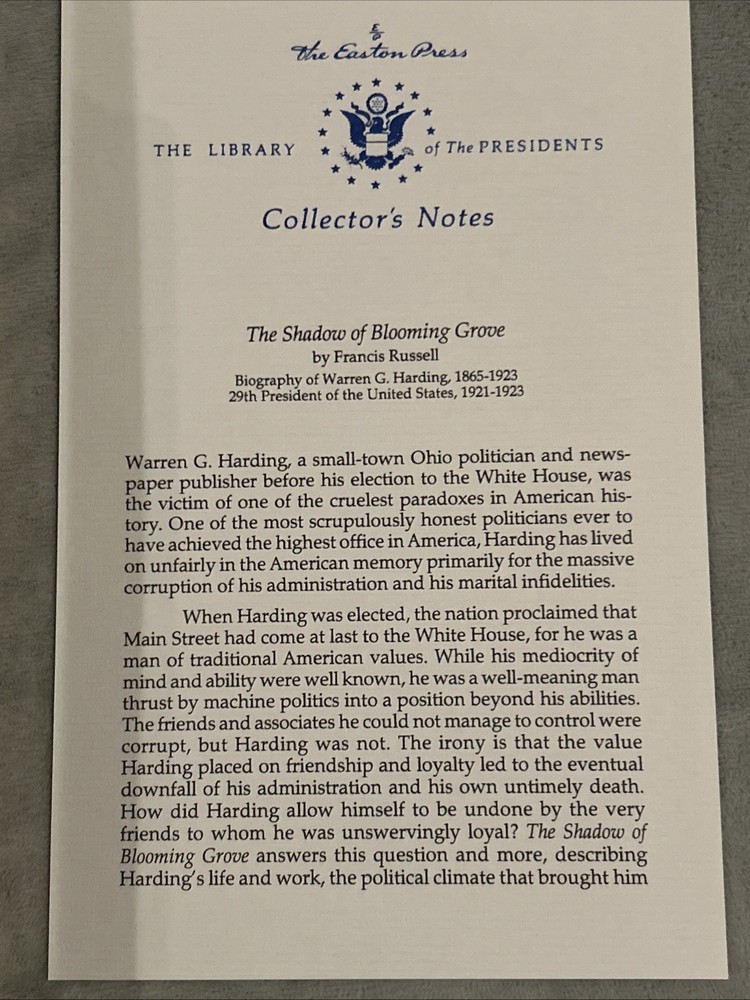 E
P
the Easton Press
THE LIBRARY of The PRESIDENTS
Collector's Notes
The Shadow of Blooming Grove
by Francis Russell
Biography of Warren G. Harding, 1865-1923
29th President of the United States, 1921-1923
Warren G. Harding, a small-town Ohio politician and news-
paper publisher before his election to the White House, was
the victim of one of the cruelest paradoxes in American his-
tory. One of the most scrupulously honest politicians ever to
have achieved the highest office in America, Harding has lived
on unfairly in the American memory primarily for the massive
corruption of his administration and his marital infidelities.
When Harding was elected, the nation proclaimed that
Main Street had come at last to the White House, for he was a
man of traditional American values. While his mediocrity of
mind and ability were well known, he was a well-meaning man
thrust by machine politics into a position beyond his abilities.
The friends and associates he could not manage to control were
corrupt, but Harding was not. The irony is that the value
Harding placed on friendship and loyalty led to the eventual
downfall of his administration and his own untimely death.
How did Harding allow himself to be undone by the very
friends to whom he was unswervingly loyal? The Shadow of
Blooming Grove answers this question and more, describing
Harding's life and work, the political climate that brought him